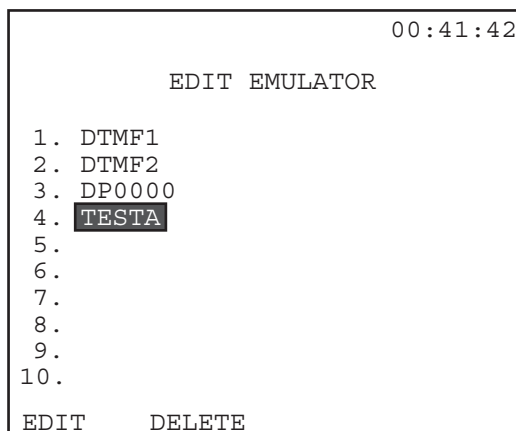 00:41:42
EDIT EMULATOR
1. DTMF1
2. DTMF2
3. DP0000
4. TESTA
5.
6.
7.
8.
9.
10.
EDIT DELETE